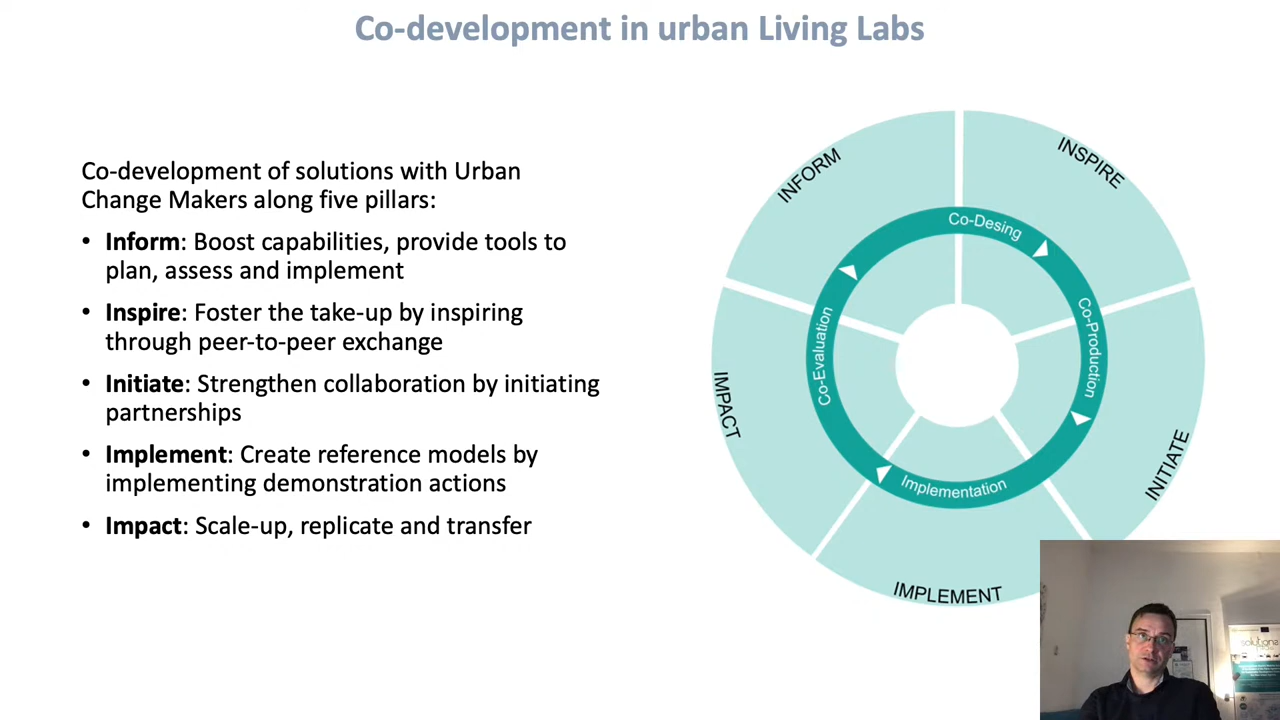 Co-development in urban Living Labs
Co-development of solutions with Urban
Change Makers along five pillars:
• Inform: Boost capabilities, provide tools to
plan, assess and implement
• Inspire: Foster the take-up by inspiring
through peer-to-peer exchange
• Initiate: Strengthen collaboration by initiating
partnerships
• Implement: Create reference models by
implementing demonstration actions
• Impact: Scale-up, replicate and transfer
INFORM
INSPIRE
Co-Desing
Co-Production
Co-Evaluation
IMPACT
INITIATE
Implementation
IMPLEMENT